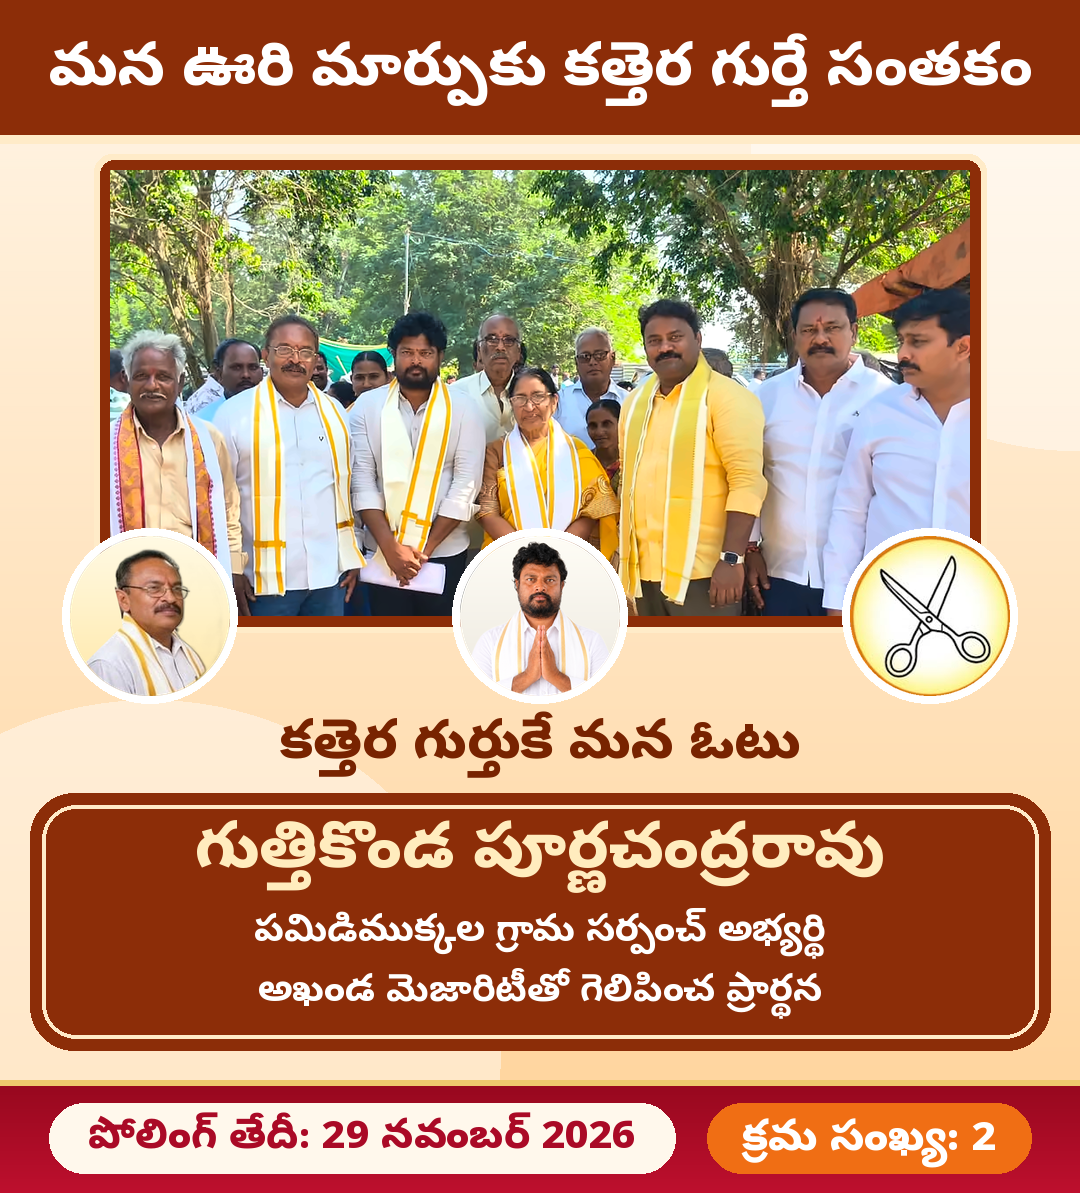 మన ఊరి మార్పుకు కత్తెర గుర్తే సంతకం
కత్తెర గుర్తుకే మన ఓటు
గుత్తికొండ పూర్ణచంద్రరావు
పమిడిముక్కల గ్రామ సర్పంచ్ అభ్యర్థి
అఖండ మెజారిటీతో గెలిపించ ప్రార్థన
పోలింగ్ తేదీ: 29 నవంబర్ 2026
క్రమ సంఖ్య: 2